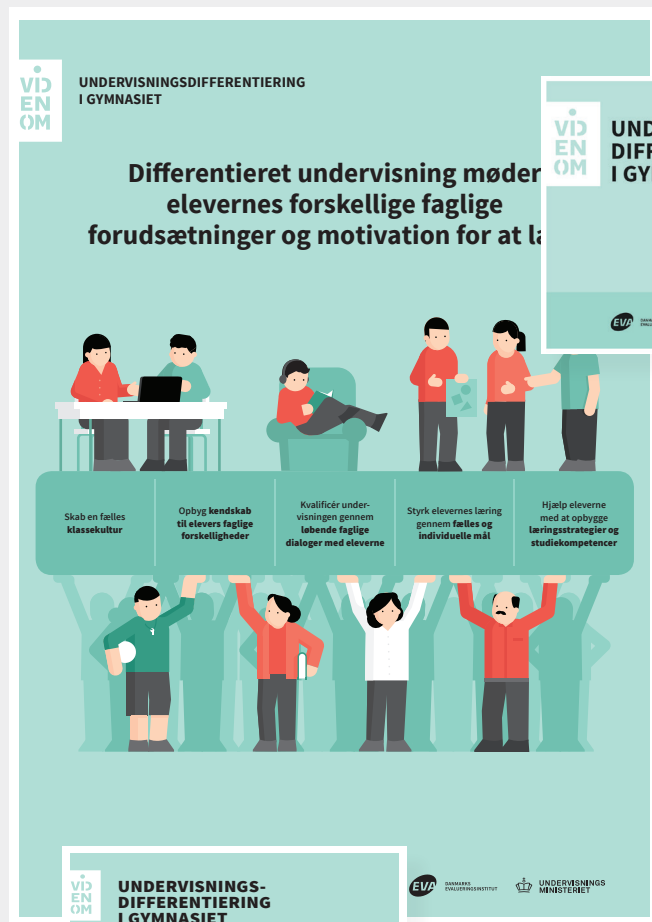 VID
EN
OM
UNDERVISNINGSDIFFERENTIERING
I GYMNASIET
Differentieret undervisning møder
elevernes forskellige faglige
forudsætninger og motivation for at
VID
EN
OM
UND
DIFF
I GY
EVA
Skab en fælles
klassekultur
Opbyg kendskab
til elevers faglige
forskelligheder
Kvalificér under-
visningen gennem
løbende faglige
dialoger med eleverne
Styrk elevernes læring
gennem fælles og
individuelle mål
Hjælp eleverne
med at opbygge
læringsstrategier og
studiekompetencer
VID
EN
OM
UNDERVISNINGS-
DIFFERENTIERING
I GYMNASIET
EVA
DANMARKS
EVALUERINGSINSTITUT
UNDERVISNINGS
MINISTERIET